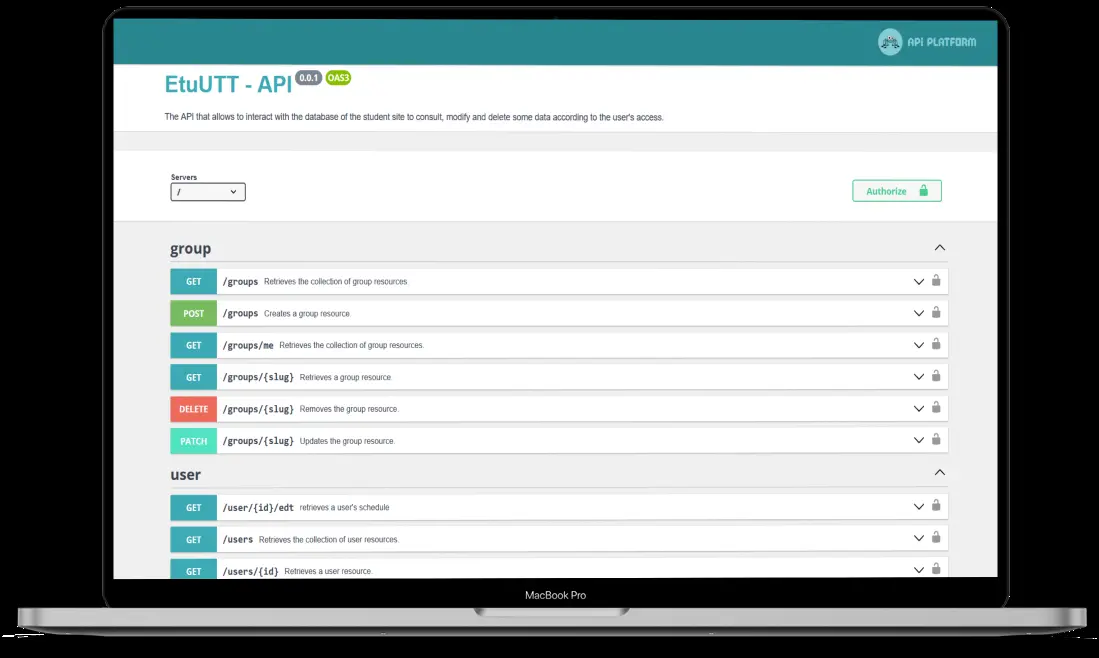 API PLATFORM
EtuUTT - API 0.0.1 OAS3
The API that allows to interact with the database of the student site to consult, modify and delete some data according to the user's access.
Servers
/
Authorize
group
GET /groups Retrieves the collection of group resources
POST /groups Creates a group resource
GET /groups/me Retrieves the collection of group resources.
GET /groups/{slug} Retrieves a group resource
DELETE /groups/{slug} Removes the group resource.
PATCH /groups/{slug} Updates the group resource.
user
GET /user/{id}/edt retrieves a user's schedule
GET /users Retrieves the collection of user resources.
GET /users/{id} Retrieves a user resource.
MacBook Pro